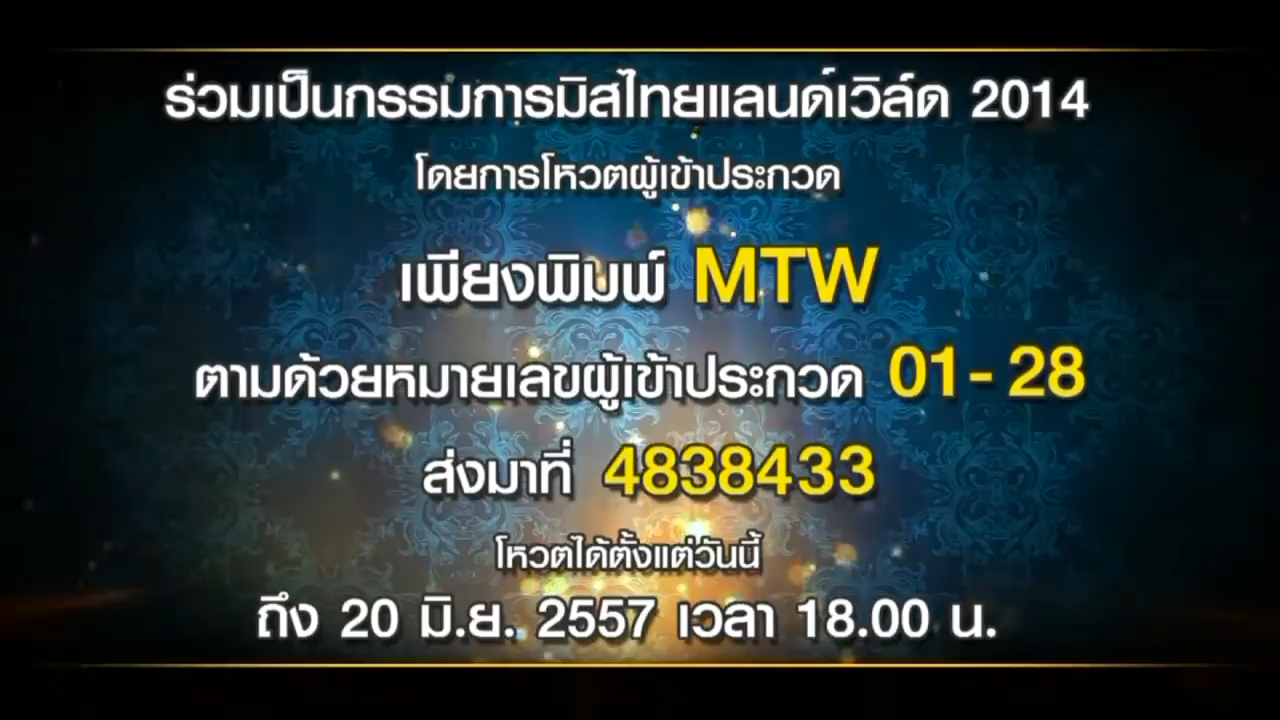 ร่วมเป็นกรรมการมิสไทยแลนด์เวิล์ด 2014
โดยการโหวตผู้เข้าประกวด
เพียงพิมพ์ MTW
ตามด้วยหมายเลขผู้เข้าประกวด 01 - 28
ส่งมาที่ 4838433
โหวตได้ตั้งแต่วันนี้
ถึง 20 มิ.ย. 2557 เวลา 18.00 น.